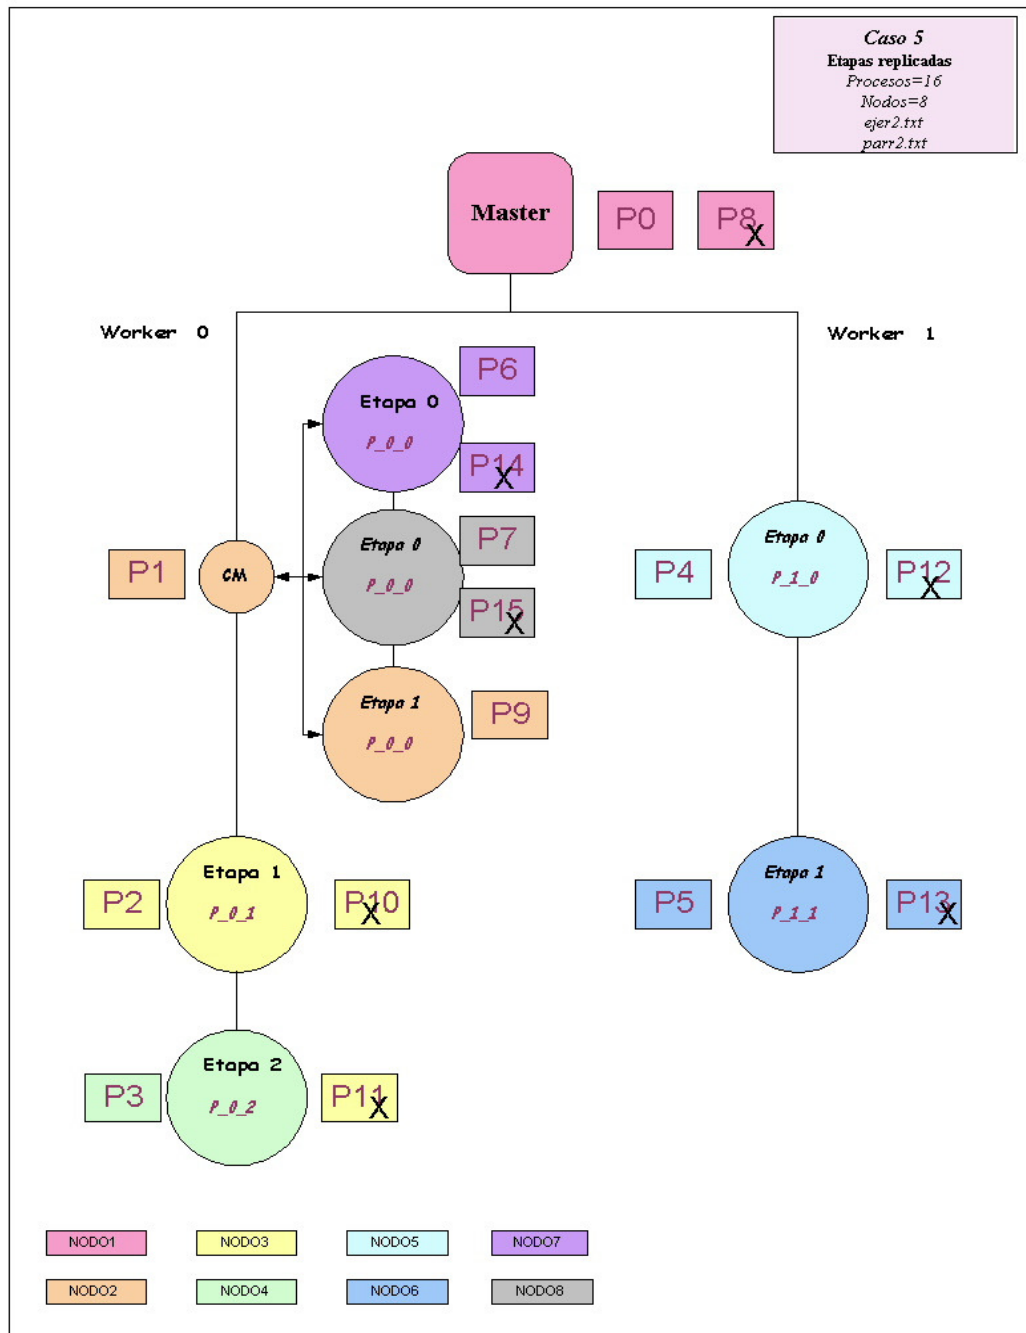 Caso 5
Etapas replicadas
Procesos=16
Nodos=8
ejer2.txt
parr2.txt
Master
P0
P8
X
Worker 0
Worker 1
P6
Etapa 0
P_0_0
P14
X
P7
Etapa 0
P_0_0
P15
X
P1
CM
Etapa 1
P_0_0
P9
P4
Etapa 0
P_1_0
P12
X
P2
Etapa 1
P_0_1
P10
X
P5
Etapa 1
P_1_1
P13
X
P3
Etapa 2
P_0_2
P11
X
NODO1
NODO3
NODO5
NODO7
NODO2
NODO4
NODO6
NODO8